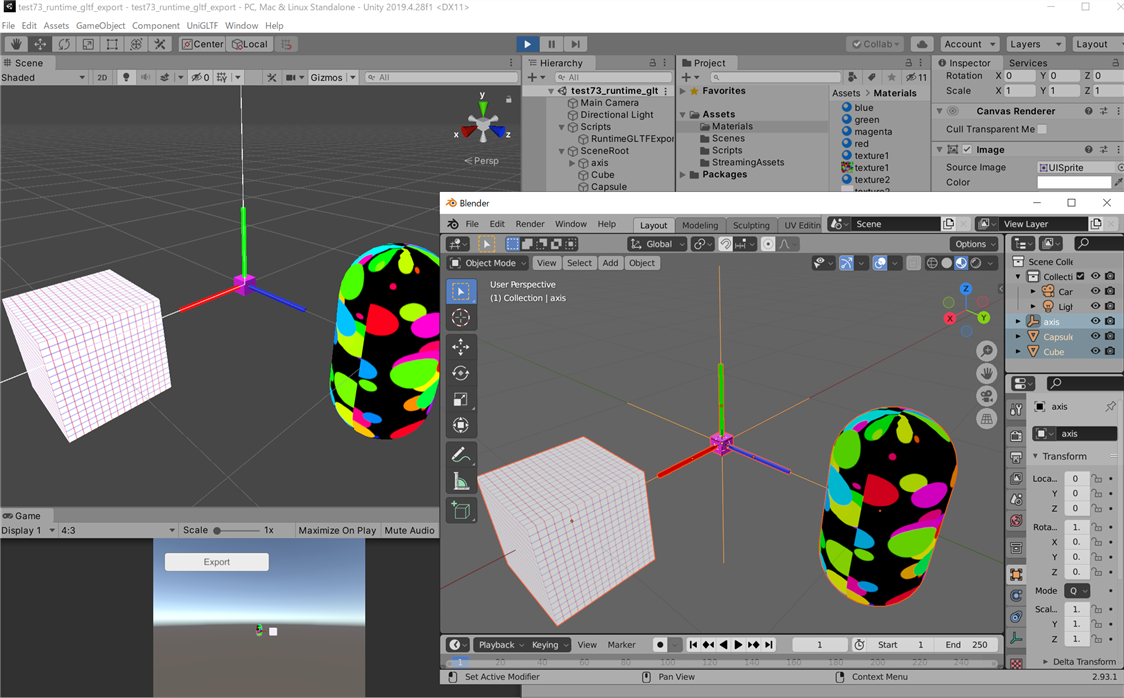 test73_runtime_gltf_export - test73_runtime_gltf_export - PC, Mac & Linux Standalone - Unity 2019.4.28f1 <DX11>
File Edit Assets GameObject Component UniGLTF Window Help
Center Local Collab Account Layers Layout
Scene
Shaded 2D 0 Gizmos All
y
x z
Persp
Hierarchy
All
test73_runtime_glt
Main Camera
Directional Light
Scripts
RuntimeGLTFExpor
SceneRoot
axis
Cube
Capsule
Project
11
Favorites
Assets
Materials
Scenes
Scripts
StreamingAssets
Packages
Assets > Materials
blue
green
magenta
red
texture1
texture1
texture2
texture2
Inspector Services
Rotation X 0 Y 0 Z 0
Scale X 1 Y 1 Z 1
Canvas Renderer
Cull Transparent Me
Image
Source Image UISprite
Color
Game
Display 1 4:3 Scale 1x Maximize On Play Mute Audio
Export
Blender
File Edit Render Window Help Layout Modeling Sculpting UV Editin Scene View Layer
Global Options
Object Mode View Select Add Object
User Perspective
(1) Collection | axis
Z
X Y
Scene Colle
Collecti
Car
Ligh
axis
Capsule
Cube
axis
axis
Transform
Loca... 0
Y 0
Z 0
Rota... 1.
X 0.
Y 0.
Z 0.
Mode Q
Scal... 1.
Y 1.
Z 1.
Delta Transform
Playback Keying View Marker 1 Start 1 End 250
1 20 40 60 80 100 120 140 160 180 200 220 240
Set Active Modifier Pan View Context Menu 2.93.1